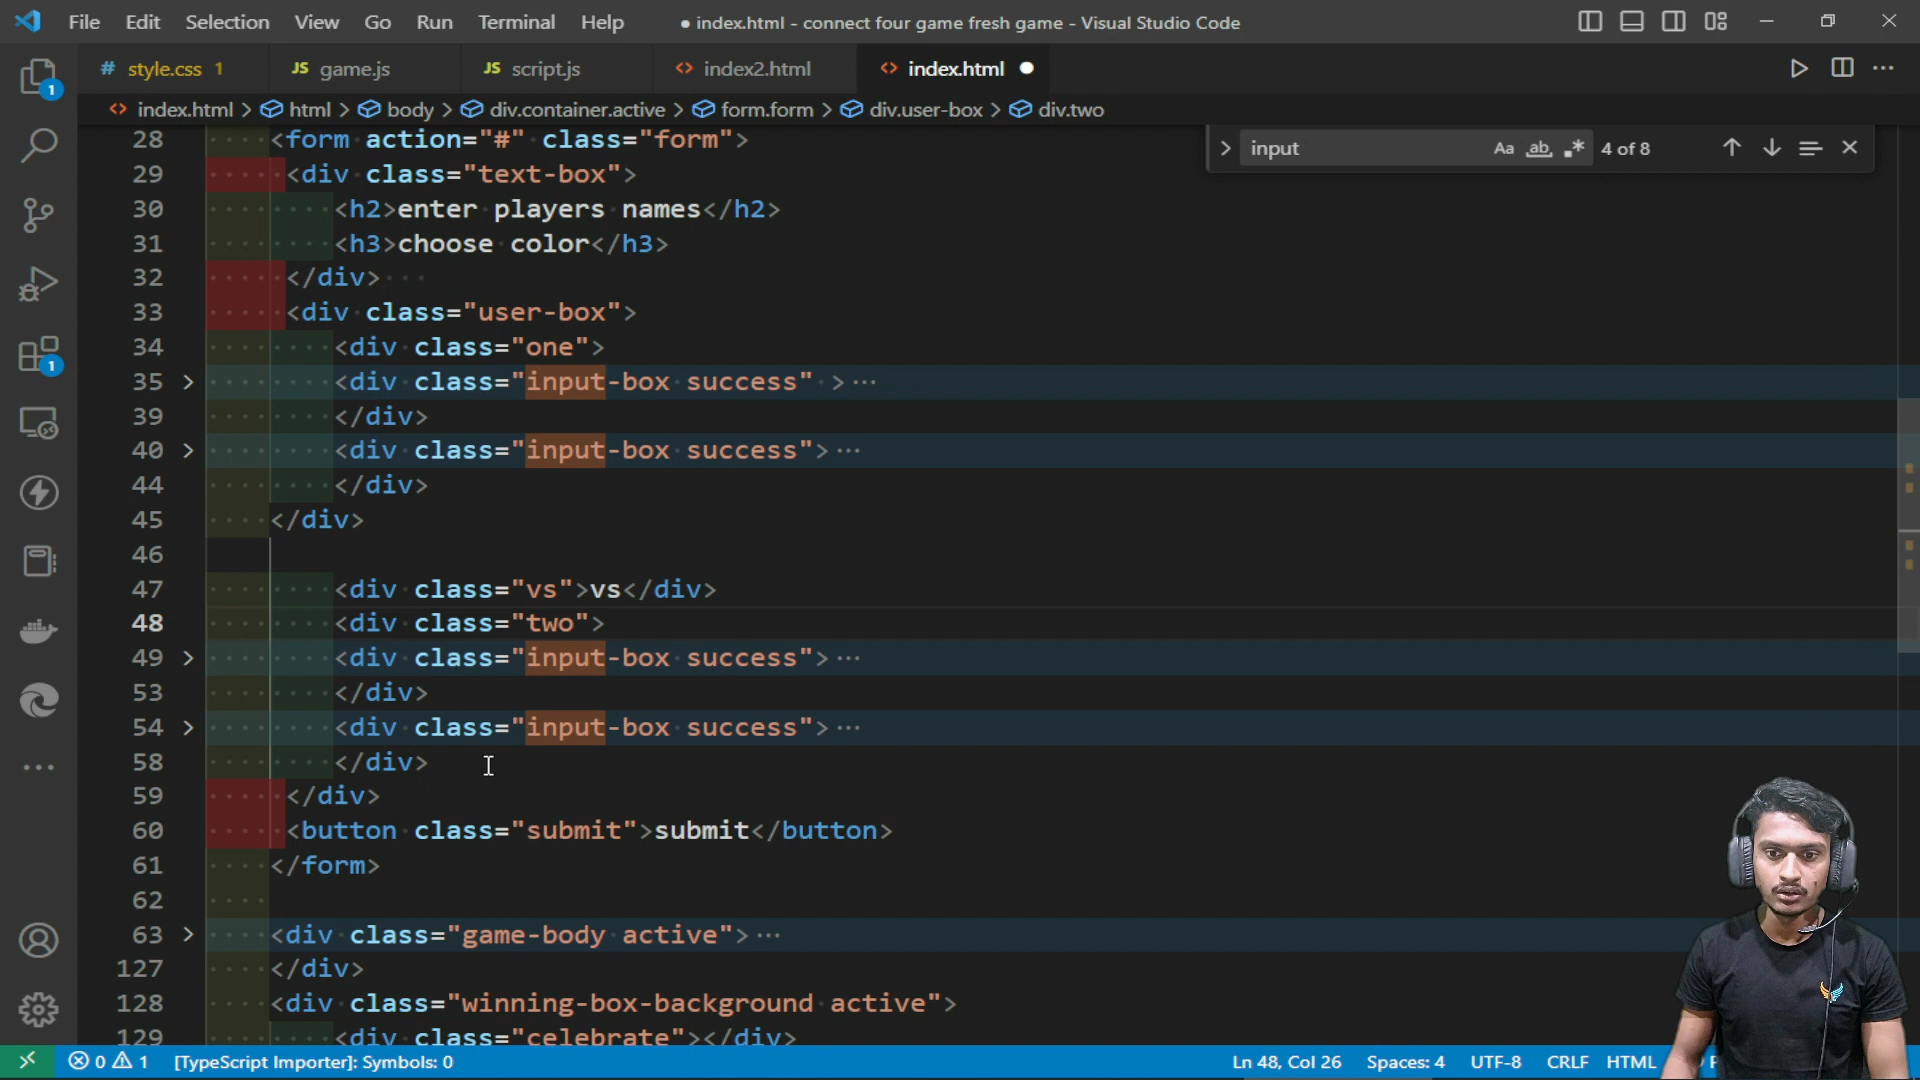 File Edit Selection View Go Run Terminal Help ● index.html - connect four game fresh game - Visual Studio Code
# style.css 1 JS game.js JS script.js <> index2.html <> index.html ●
<> index.html > html > body > div.container.active > form.form > div.user-box > div.two
input Aa ab .* 4 of 8
28 <form action="#" class="form">
29 <div class="text-box">
30 <h2>enter players names</h2>
31 <h3>choose color</h3>
32 </div>
33 <div class="user-box">
34 <div class="one">
35 <div class="input-box success" >…
39 </div>
40 <div class="input-box success">…
44 </div>
45 </div>
46
47 <div class="vs">vs</div>
48 <div class="two">
49 <div class="input-box success">…
53 </div>
54 <div class="input-box success">…
58 </div>
59 </div>
60 <button class="submit">submit</button>
61 </form>
62
63 <div class="game-body active">…
127 </div>
128 <div class="winning-box-background active">
129 <div class="celebrate"></div>
1
1
0 1 [TypeScript Importer]: Symbols: 0 Ln 48, Col 26 Spaces: 4 UTF-8 CRLF HTML